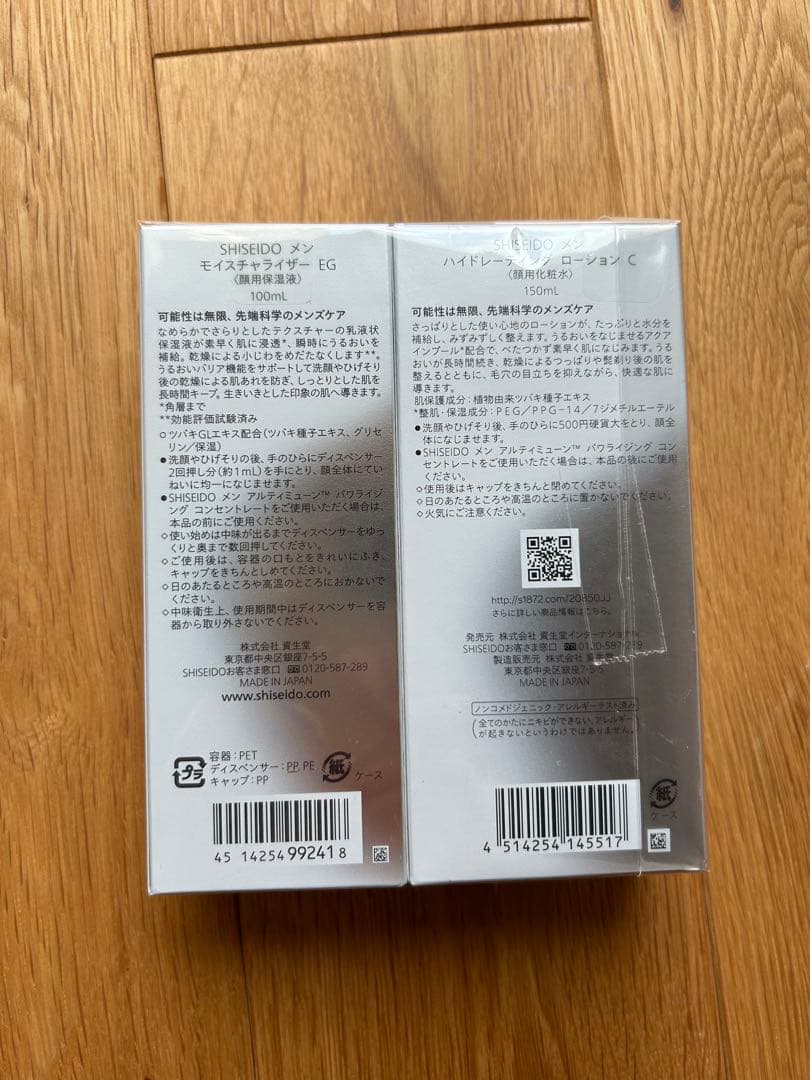 SHISEIDO メン
モイスチャライザー EG
〈顔用保湿液〉
100mL
可能性は無限、先端科学のメンズケア
なめらかでさらりとしたテクスチャーの乳液状
保湿液が素早く肌に浸透*、瞬時にうるおいを
補給。乾燥による小じわをめだたなくします**。
うるおいバリア機能をサポートして洗顔やひげそり
後の乾燥による肌あれを防ぎ、しっとりとした肌を
長時間キープ。生きいきとした印象の肌へ導きます。
*角層まで
**効能評価試験済み
○ツバキGLエキス配合(ツバキ種子エキス、グリセ
リン/保湿)
●洗顔やひげそりの後、手のひらにディスペンサー
2回押し分(約1mL)を手にとり、顔全体にてい
ねいに均一になじませます。
●SHISEIDO メン アルティミューン™ パワライジ
ング コンセントレートをご使用いただく場合は、
本品の前にご使用ください。
◇使い始めは中味が出るまでディスペンサーをゆっ
くりと奥まで数回押してください。
◇ご使用後は、容器の口もとをきれいにふき、
キャップをきちんとしめてください。
◇日のあたるところや高温のところにおかないで
ください。
◇中味衛生上、使用期間中はディスペンサーを容
器から取り外さないでください。
株式会社 資生堂
東京都中央区銀座7-5-5
SHISEIDOお客さま窓口 0120-587-289
MADE IN JAPAN
www.shiseido.com
プラ
容器:PET
ディスペンサー:PP, PE
キャップ:PP
紙
ケース
45 14254 992418
SHISEIDO メン
ハイドレーティング ローション C
〈顔用化粧水〉
150mL
可能性は無限、先端科学のメンズケア
さっぱりとした使い心地のローションが、たっぷりと水分を
補給し、みずみずしく整えます。うるおいをなじませるアクア
インプール*配合で、べたつかず素早く肌になじみます。うる
おいが長時間続き、乾燥によるつっぱりや髭剃り後の肌の
肌を整えるとともに、毛穴の目立ちを抑えながら、快適な肌に
導きます。
肌保護成分:植物由来ツバキ種子エキス
*整肌・保湿成分:PEG/PPG-14/7ジメチルエーテル
●洗顔やひげそり後、手のひらに500円硬貨大をとり、顔全
体になじませます。
●SHISEIDO メン アルティミューン™ パワライジング コン
セントレートをご使用いただく場合は、本品の後にご使用
ください。
◇使用後はキャップをきちんと閉めてください。
◇日のあたるところや高温のところに置かないでください。
◇火気にご注意ください。
http://s1872.com/20850JJ
さらに詳しい商品情報はこちら。
発売元 株式会社 資生堂インターナショナル
SHISEIDOお客さま窓口 0120-587-289
製造販売元 株式会社 資生堂
東京都中央区銀座7-5-5
MADE IN JAPAN
ノンコメドジェニック・アレルギーテスト済み
(全てのかたにニキビができない、アレルギー
が起きないというわけではありません。)
紙
ケース
4 514254 145517